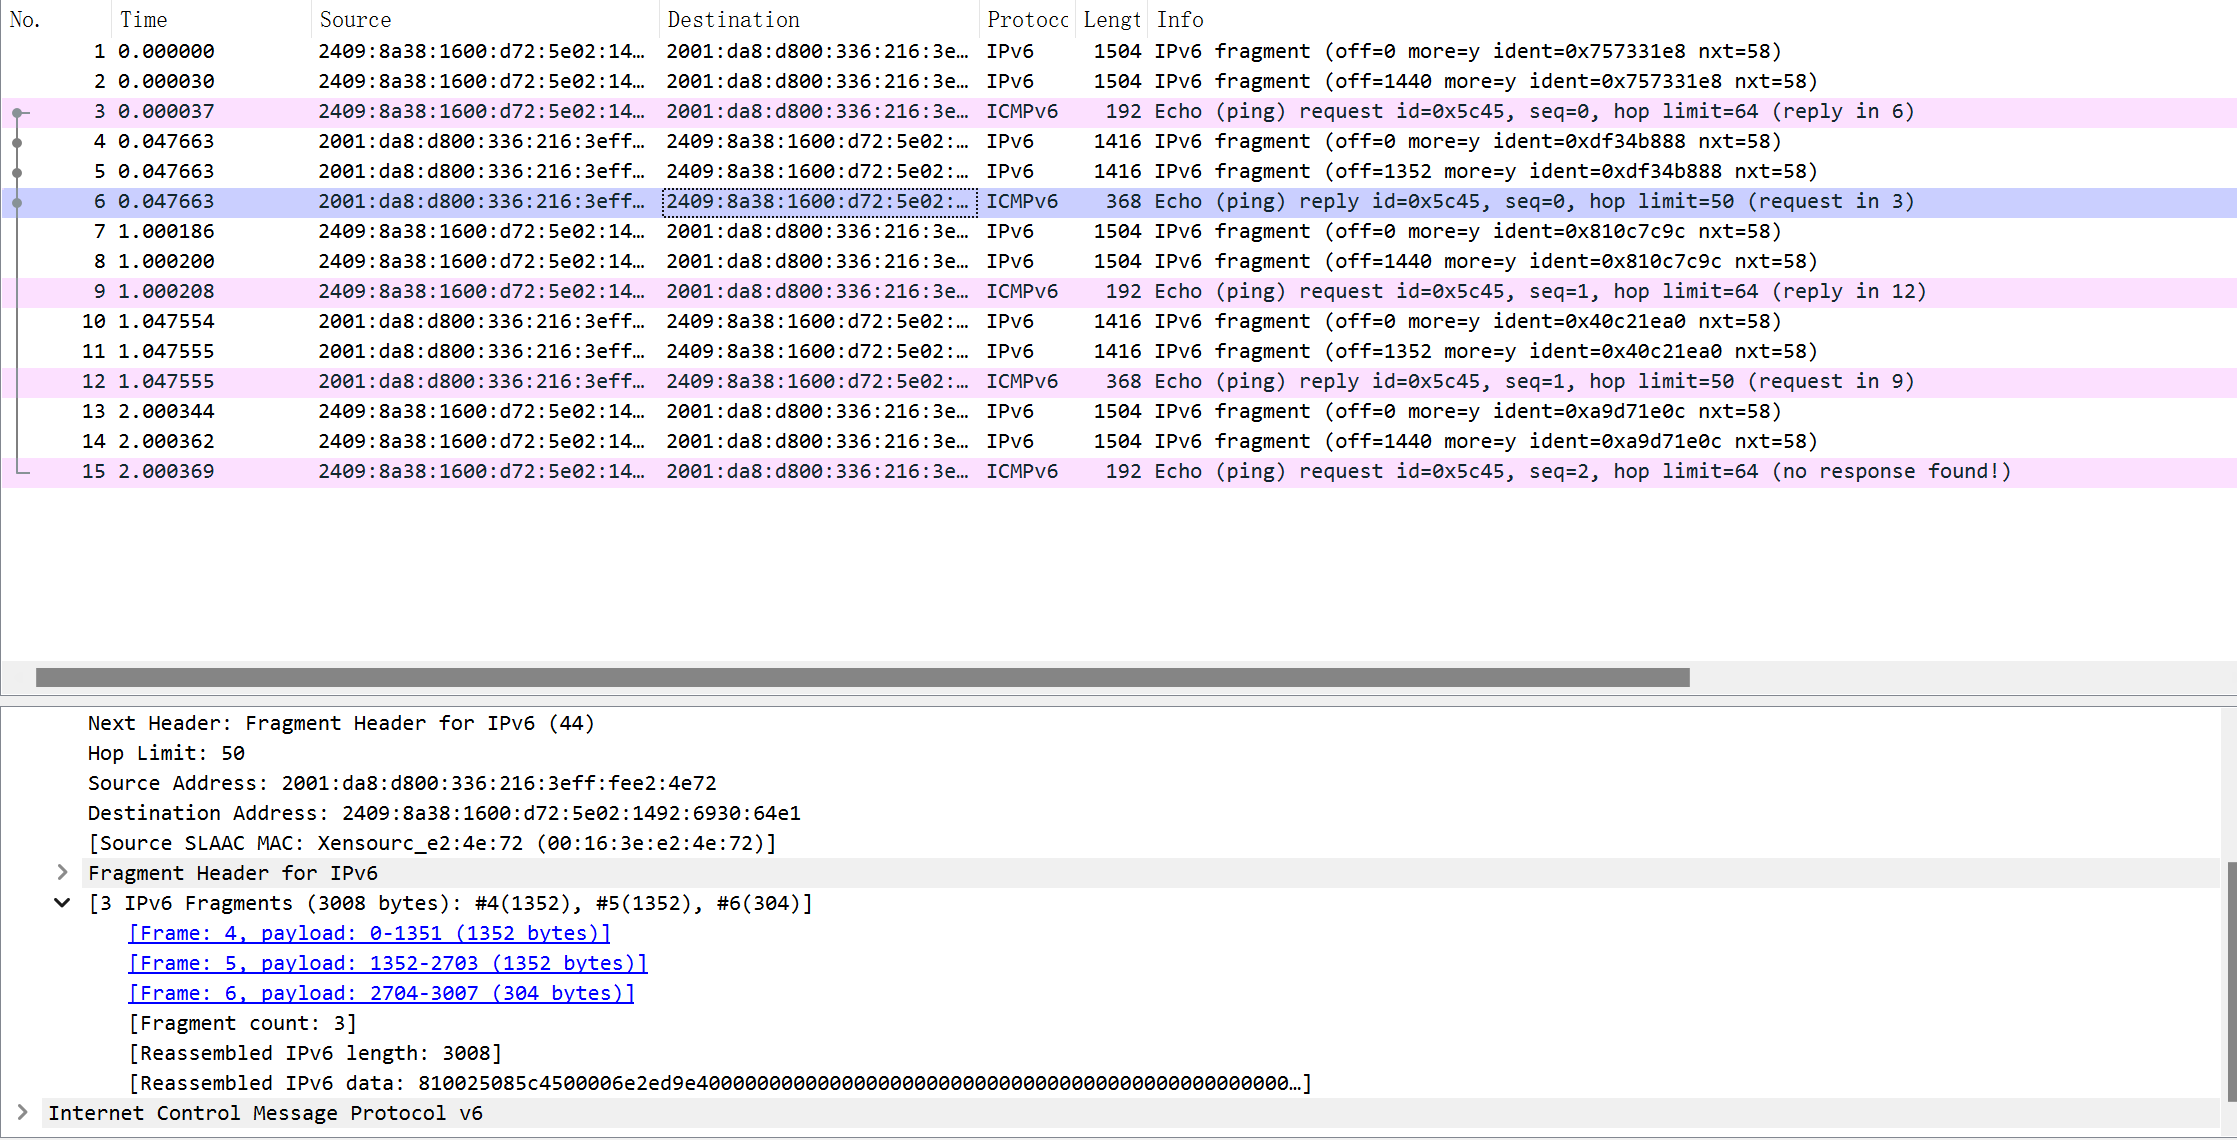 No. Time Source Destination Protocc Lengt Info
1 0.000000 2409:8a38:1600:d72:5e02:14… 2001:da8:d800:336:216:3e… IPv6 1504 IPv6 fragment (off=0 more=y ident=0x757331e8 nxt=58)
2 0.000030 2409:8a38:1600:d72:5e02:14… 2001:da8:d800:336:216:3e… IPv6 1504 IPv6 fragment (off=1440 more=y ident=0x757331e8 nxt=58)
3 0.000037 2409:8a38:1600:d72:5e02:14… 2001:da8:d800:336:216:3e… ICMPv6 192 Echo (ping) request id=0x5c45, seq=0, hop limit=64 (reply in 6)
4 0.047663 2001:da8:d800:336:216:3eff… 2409:8a38:1600:d72:5e02:… IPv6 1416 IPv6 fragment (off=0 more=y ident=0xdf34b888 nxt=58)
5 0.047663 2001:da8:d800:336:216:3eff… 2409:8a38:1600:d72:5e02:… IPv6 1416 IPv6 fragment (off=1352 more=y ident=0xdf34b888 nxt=58)
6 0.047663 2001:da8:d800:336:216:3eff… 2409:8a38:1600:d72:5e02:… ICMPv6 368 Echo (ping) reply id=0x5c45, seq=0, hop limit=50 (request in 3)
7 1.000186 2409:8a38:1600:d72:5e02:14… 2001:da8:d800:336:216:3e… IPv6 1504 IPv6 fragment (off=0 more=y ident=0x810c7c9c nxt=58)
8 1.000200 2409:8a38:1600:d72:5e02:14… 2001:da8:d800:336:216:3e… IPv6 1504 IPv6 fragment (off=1440 more=y ident=0x810c7c9c nxt=58)
9 1.000208 2409:8a38:1600:d72:5e02:14… 2001:da8:d800:336:216:3e… ICMPv6 192 Echo (ping) request id=0x5c45, seq=1, hop limit=64 (reply in 12)
10 1.047554 2001:da8:d800:336:216:3eff… 2409:8a38:1600:d72:5e02:… IPv6 1416 IPv6 fragment (off=0 more=y ident=0x40c21ea0 nxt=58)
11 1.047555 2001:da8:d800:336:216:3eff… 2409:8a38:1600:d72:5e02:… IPv6 1416 IPv6 fragment (off=1352 more=y ident=0x40c21ea0 nxt=58)
12 1.047555 2001:da8:d800:336:216:3eff… 2409:8a38:1600:d72:5e02:… ICMPv6 368 Echo (ping) reply id=0x5c45, seq=1, hop limit=50 (request in 9)
13 2.000344 2409:8a38:1600:d72:5e02:14… 2001:da8:d800:336:216:3e… IPv6 1504 IPv6 fragment (off=0 more=y ident=0xa9d71e0c nxt=58)
14 2.000362 2409:8a38:1600:d72:5e02:14… 2001:da8:d800:336:216:3e… IPv6 1504 IPv6 fragment (off=1440 more=y ident=0xa9d71e0c nxt=58)
15 2.000369 2409:8a38:1600:d72:5e02:14… 2001:da8:d800:336:216:3e… ICMPv6 192 Echo (ping) request id=0x5c45, seq=2, hop limit=64 (no response found!)
Next Header: Fragment Header for IPv6 (44)
Hop Limit: 50
Source Address: 2001:da8:d800:336:216:3eff:fee2:4e72
Destination Address: 2409:8a38:1600:d72:5e02:1492:6930:64e1
[Source SLAAC MAC: Xensourc_e2:4e:72 (00:16:3e:e2:4e:72)]
Fragment Header for IPv6
[3 IPv6 Fragments (3008 bytes): #4(1352), #5(1352), #6(304)]
[Frame: 4, payload: 0-1351 (1352 bytes)]
[Frame: 5, payload: 1352-2703 (1352 bytes)]
[Frame: 6, payload: 2704-3007 (304 bytes)]
[Fragment count: 3]
[Reassembled IPv6 length: 3008]
[Reassembled IPv6 data: 810025085c4500006e2ed9e4000000000000000000000000000000000000000000000000…]
Internet Control Message Protocol v6